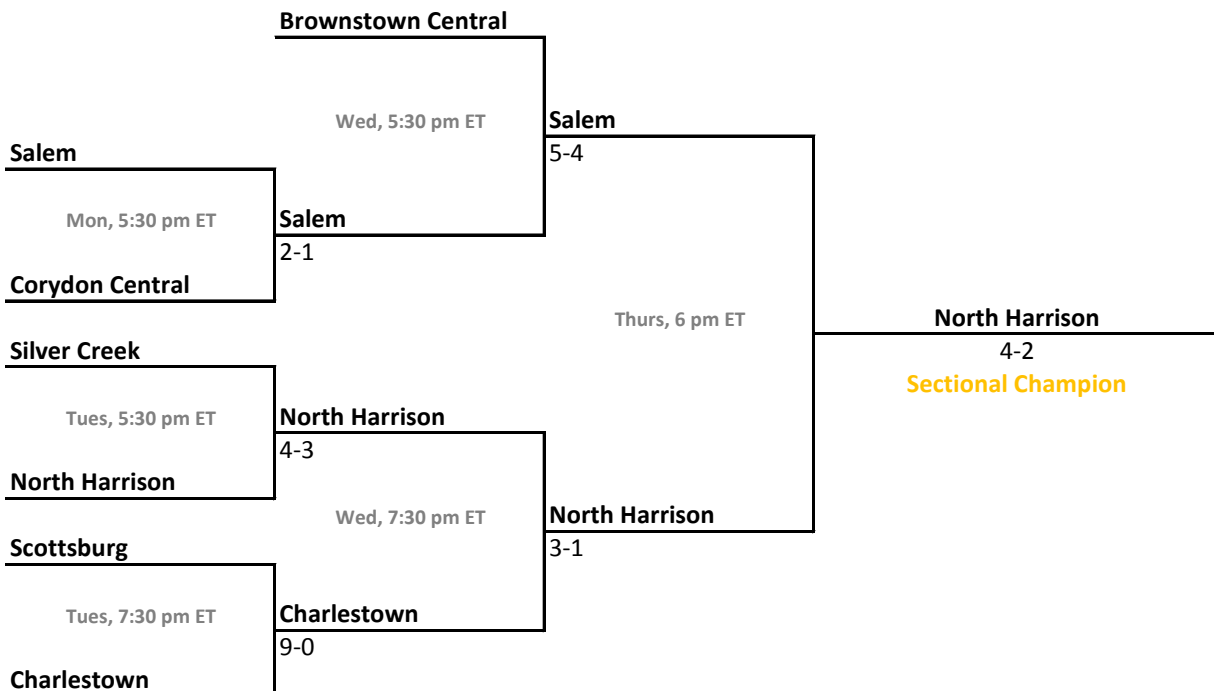 Brownstown Central
Wed, 5:30 pm ET
Salem
5-4
Salem
Mon, 5:30 pm ET
Salem
2-1
Corydon Central
Thurs, 6 pm ET
North Harrison
4-2
Sectional Champion
Silver Creek
Tues, 5:30 pm ET
North Harrison
4-3
North Harrison
Wed, 7:30 pm ET
North Harrison
3-1
Scottsburg
Tues, 7:30 pm ET
Charlestown
9-0
Charlestown